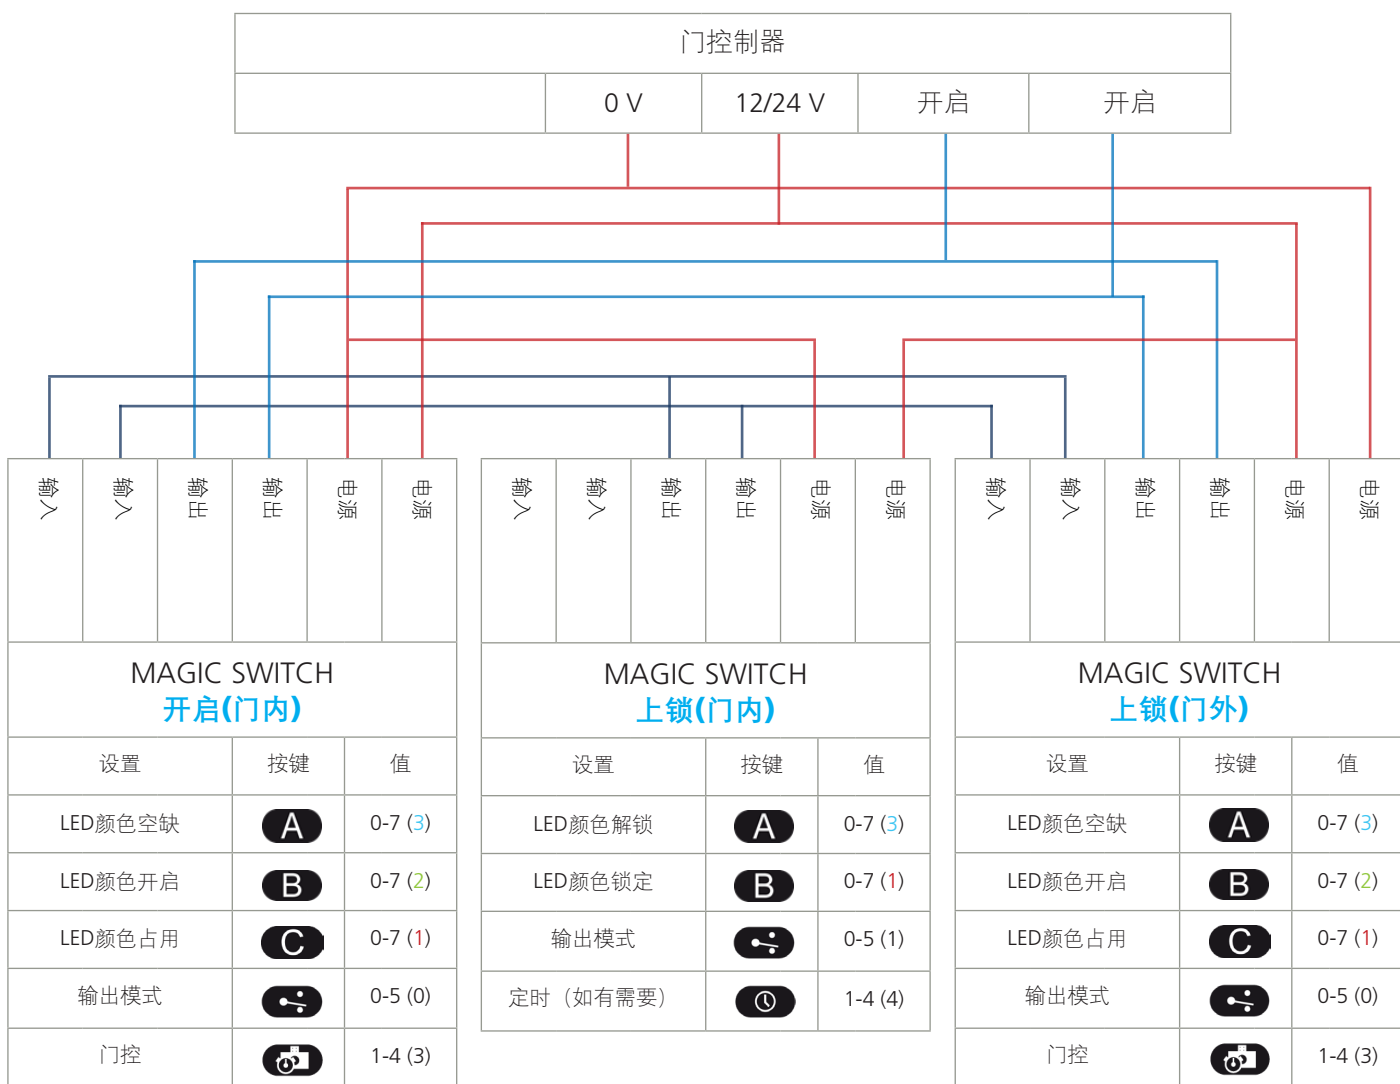 门控制器
0 V 12/24 V 开启 开启
输入 输入 输出 输出 电源 电源
输入 输入 输出 输出 电源 电源
输入 输入 输出 输出 电源 电源
MAGIC SWITCH
开启(门内)
设置 按键 值
LED颜色空缺 A 0-7 (3)
LED颜色开启 B 0-7 (2)
LED颜色占用 C 0-7 (1)
输出模式 0-5 (0)
门控 1-4 (3)
MAGIC SWITCH
上锁(门内)
设置 按键 值
LED颜色解锁 A 0-7 (3)
LED颜色锁定 B 0-7 (1)
输出模式 0-5 (1)
定时（如有需要） 1-4 (4)
MAGIC SWITCH
上锁(门外)
设置 按键 值
LED颜色空缺 A 0-7 (3)
LED颜色开启 B 0-7 (2)
LED颜色占用 C 0-7 (1)
输出模式 0-5 (0)
门控 1-4 (3)